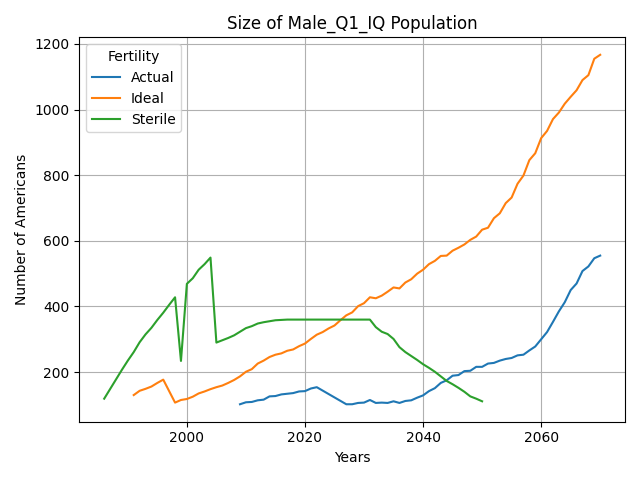 Size of Male_Q1_IQ Population
Fertility
Actual
Ideal
Sterile
Number of Americans
1200
1000
800
600
400
200
2000
2020
2040
2060
Years